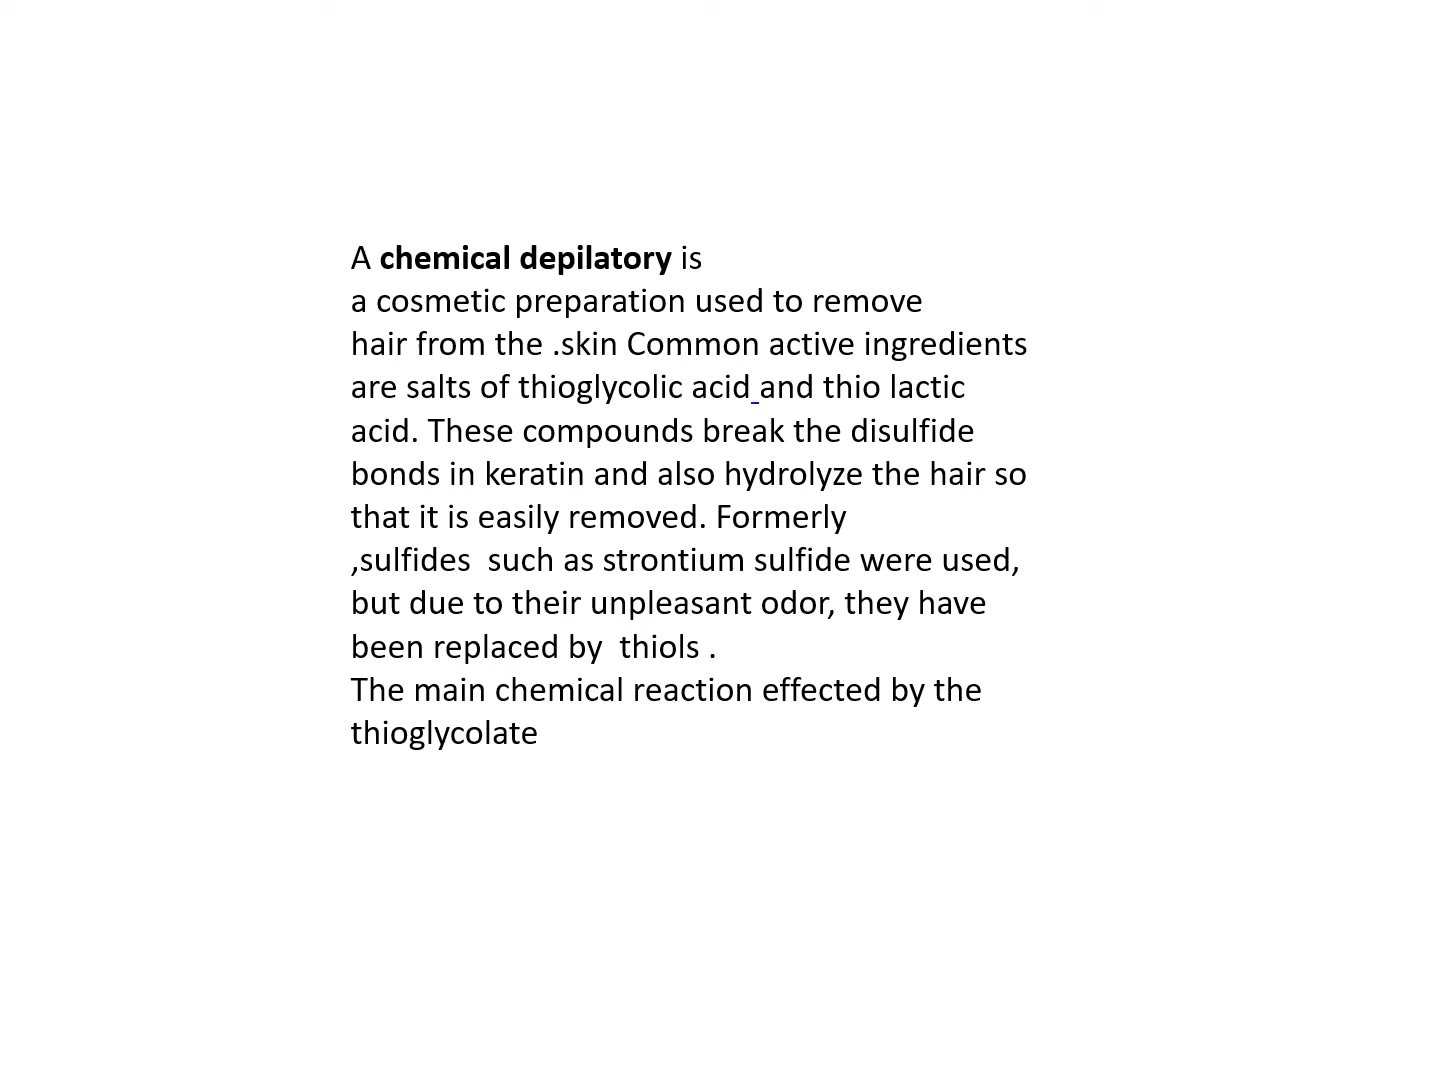 A chemical depilatory is
a cosmetic preparation used to remove
hair from the .skin Common active ingredients
are salts of thioglycolic acid and thio lactic
acid. These compounds break the disulfide
bonds in keratin and also hydrolyze the hair so
that it is easily removed. Formerly
,sulfides  such as strontium sulfide were used,
but due to their unpleasant odor, they have
been replaced by  thiols .
The main chemical reaction effected by the
thioglycolate